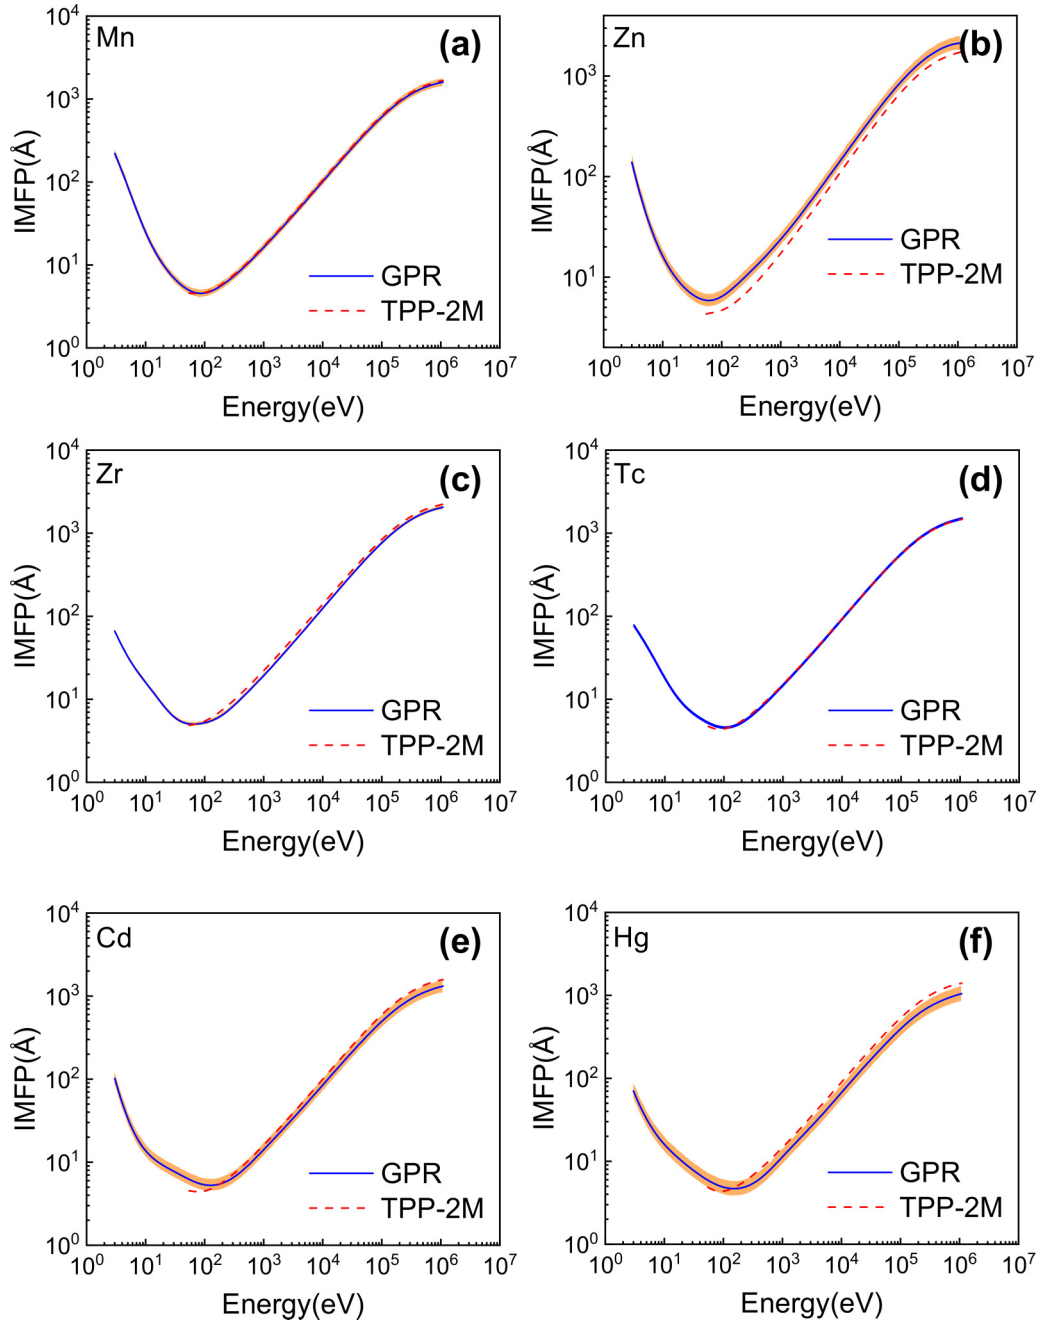 Mn
(a)
10⁴
10³
10²
10¹
10⁰
IMFP(Å)
GPR
TPP-2M
10⁰ 10¹ 10² 10³ 10⁴ 10⁵ 10⁶ 10⁷
Energy(eV)
Zn
(b)
10³
10²
10¹
IMFP(Å)
GPR
TPP-2M
10⁰ 10¹ 10² 10³ 10⁴ 10⁵ 10⁶ 10⁷
Energy(eV)
Zr
(c)
10⁴
10³
10²
10¹
10⁰
IMFP(Å)
GPR
TPP-2M
10⁰ 10¹ 10² 10³ 10⁴ 10⁵ 10⁶ 10⁷
Energy(eV)
Tc
(d)
10⁴
10³
10²
10¹
10⁰
IMFP(Å)
GPR
TPP-2M
10⁰ 10¹ 10² 10³ 10⁴ 10⁵ 10⁶ 10⁷
Energy(eV)
Cd
(e)
10⁴
10³
10²
10¹
10⁰
IMFP(Å)
GPR
TPP-2M
10⁰ 10¹ 10² 10³ 10⁴ 10⁵ 10⁶ 10⁷
Energy(eV)
Hg
(f)
10⁴
10³
10²
10¹
10⁰
IMFP(Å)
GPR
TPP-2M
10⁰ 10¹ 10² 10³ 10⁴ 10⁵ 10⁶ 10⁷
Energy(eV)